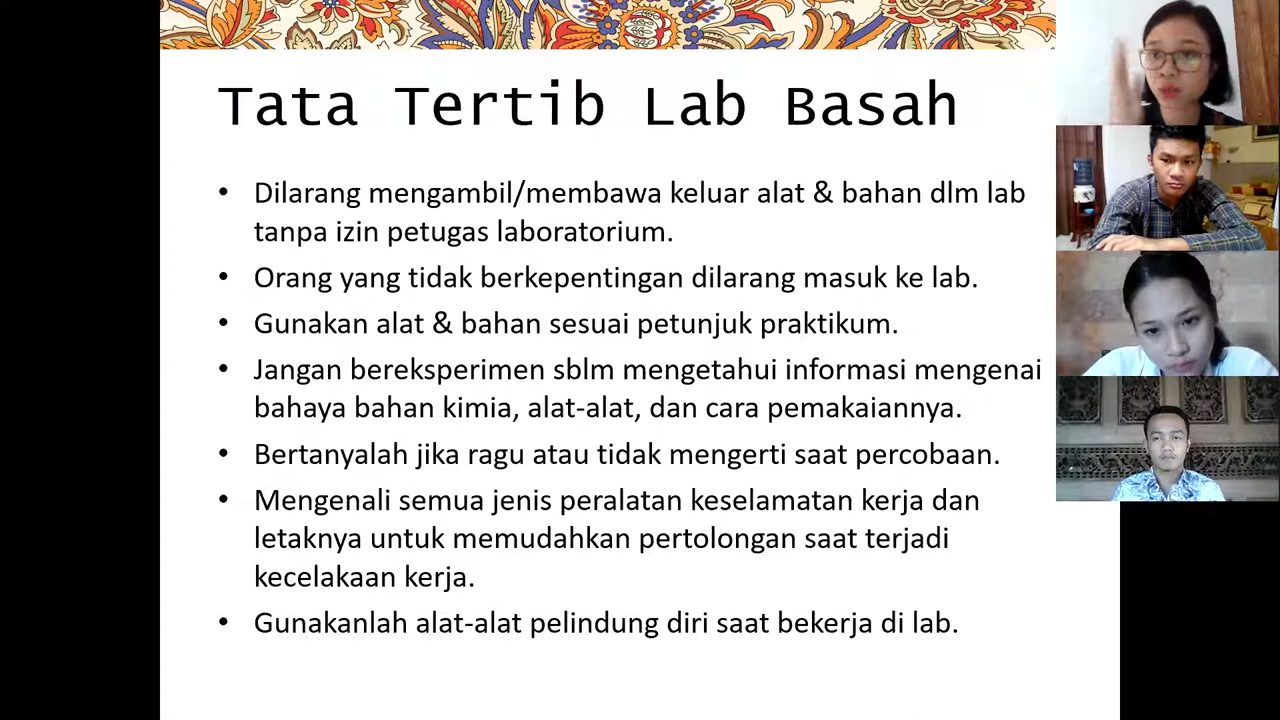 Tata Tertib Lab Basah
• Dilarang mengambil/membawa keluar alat & bahan dlm lab
tanpa izin petugas laboratorium.
• Orang yang tidak berkepentingan dilarang masuk ke lab.
• Gunakan alat & bahan sesuai petunjuk praktikum.
• Jangan bereksperimen sblm mengetahui informasi mengenai
bahaya bahan kimia, alat-alat, dan cara pemakaiannya.
• Bertanyalah jika ragu atau tidak mengerti saat percobaan.
• Mengenali semua jenis peralatan keselamatan kerja dan
letaknya untuk memudahkan pertolongan saat terjadi
kecelakaan kerja.
• Gunakanlah alat-alat pelindung diri saat bekerja di lab.